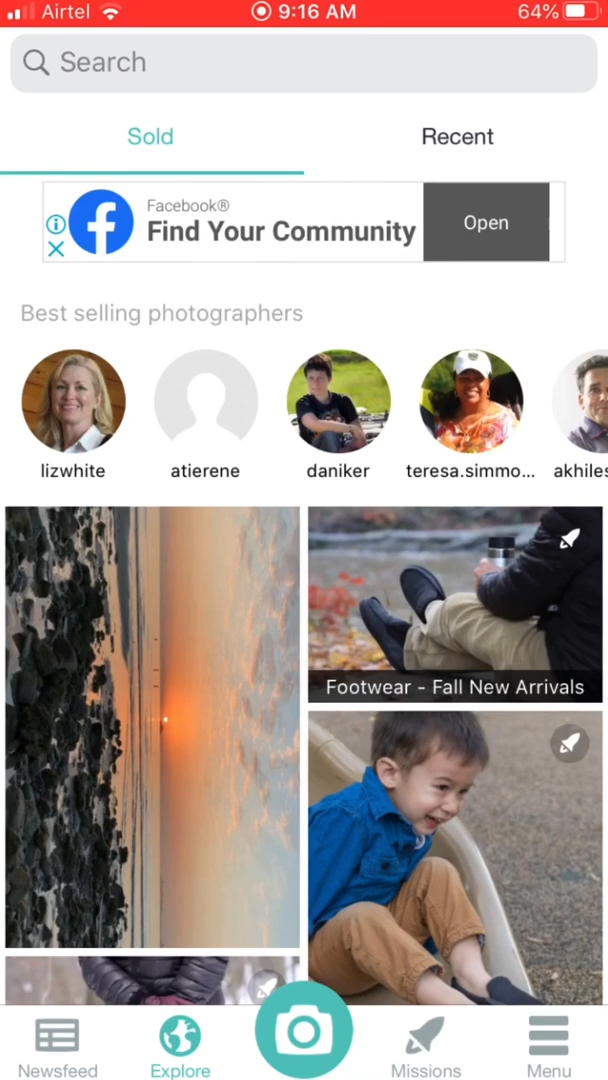 Airtel 9:16 AM 64%
Search
Sold Recent
Facebook®
Find Your Community
Open
Best selling photographers
lizwhite atierene daniker teresa.simmo... akhiles
Footwear - Fall New Arrivals
Newsfeed Explore Missions Menu